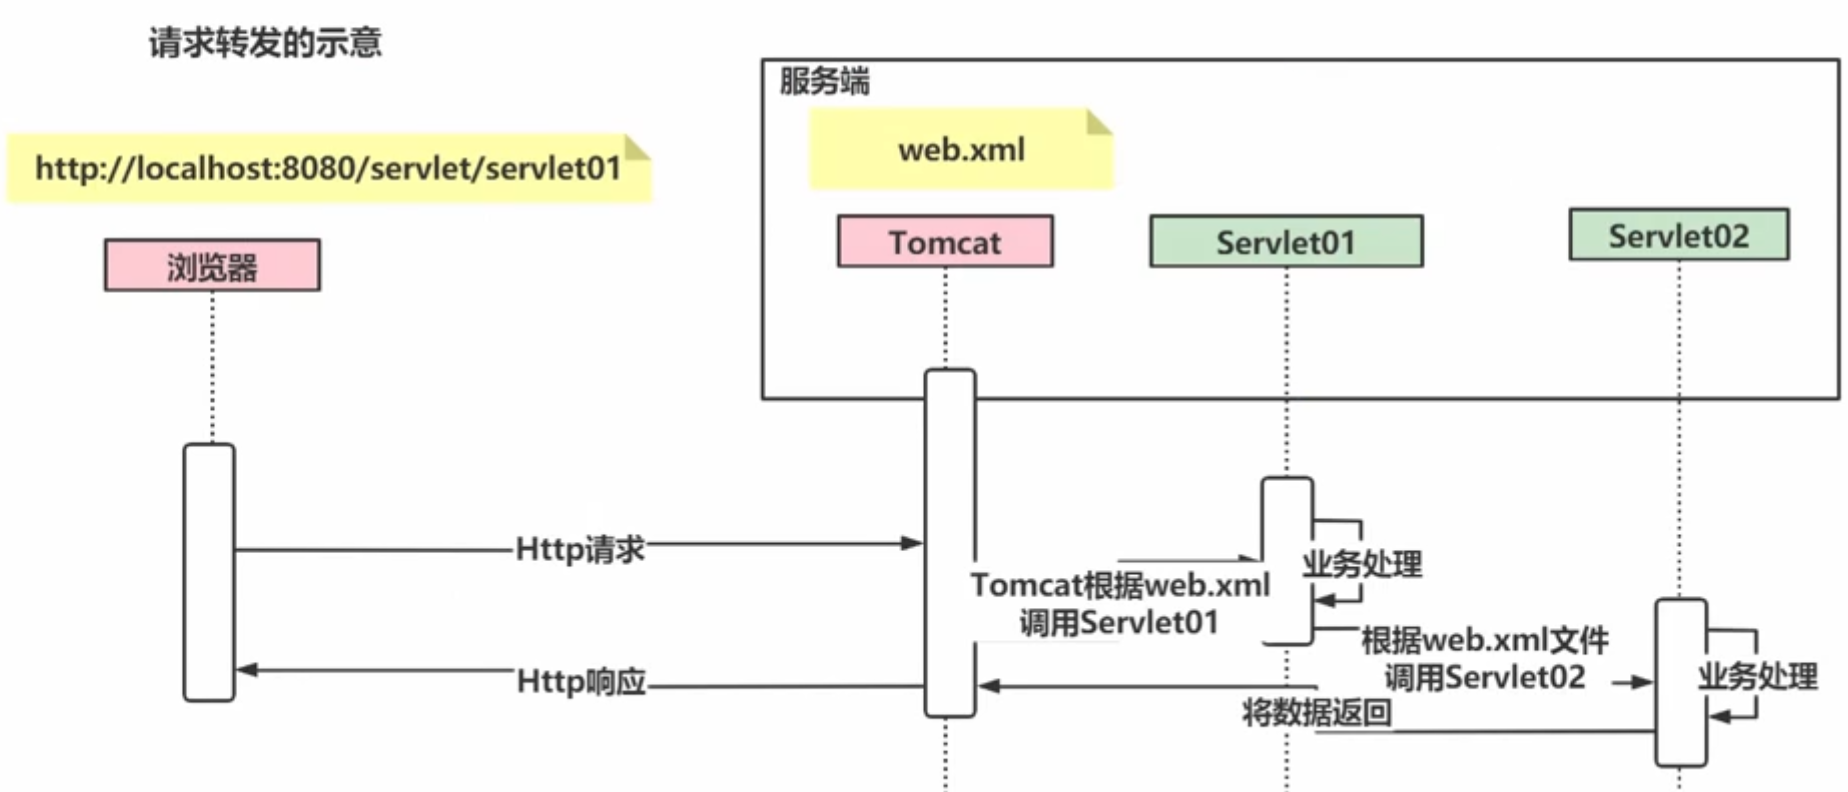 请求转发的示意
服务端
web.xml
http://localhost:8080/servlet/servlet01
浏览器
Tomcat
Servlet01
Servlet02
Http请求
Tomcat根据web.xml
调用Servlet01
业务处理
根据web.xml文件
调用Servlet02
业务处理
Http响应
将数据返回